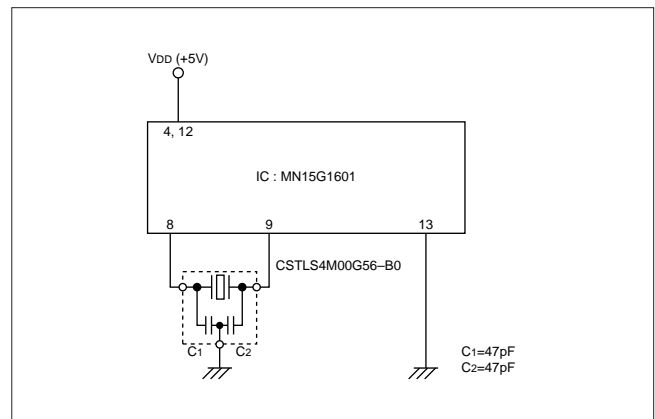 VDD (+5V)
4, 12
IC : MN15G1601
8 9 13
CSTLS4M00G56–B0
C1 C2
C1=47pF
C2=47pF